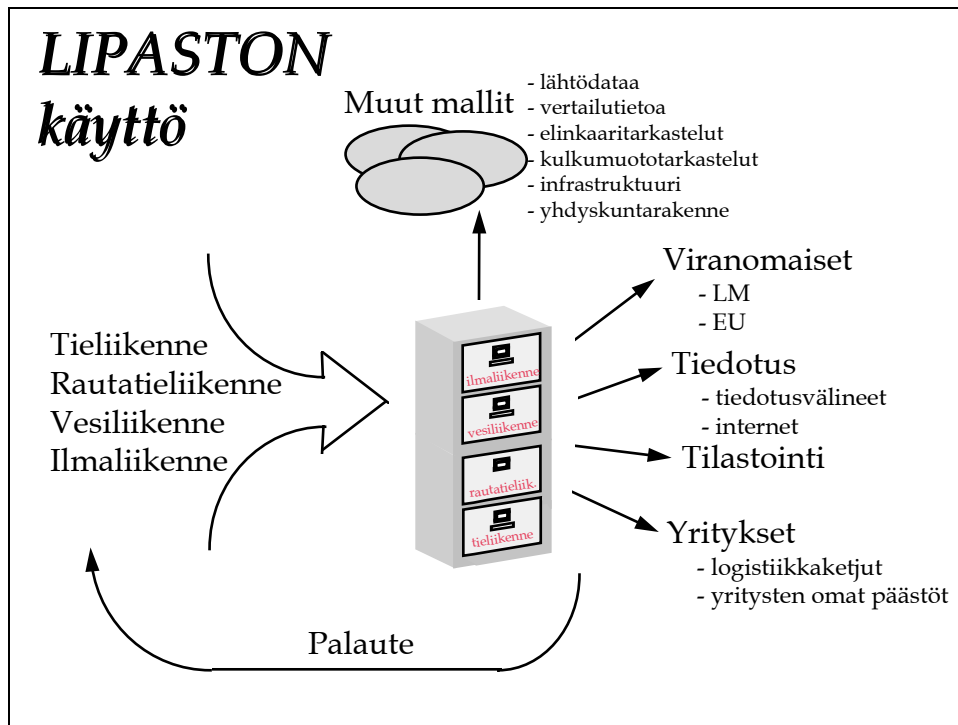 LIPASTON
käyttö
Muut mallit
- lähtödataa
- vertailutietoa
- elinkaaritarkastelut
- kulkumuototarkastelut
- infrastruktuuri
- yhdyskuntarakenne
Tieliikenne
Rautatieliikenne
Vesiliikenne
Ilmaliikenne
ilmaliikenne
vesiliikenne
rautatieliik.
tieliikenne
Viranomaiset
- LM
- EU
Tiedotus
- tiedotusvälineet
- internet
Tilastointi
Yritykset
- logistiikkaketjut
- yritysten omat päästöt
Palaute